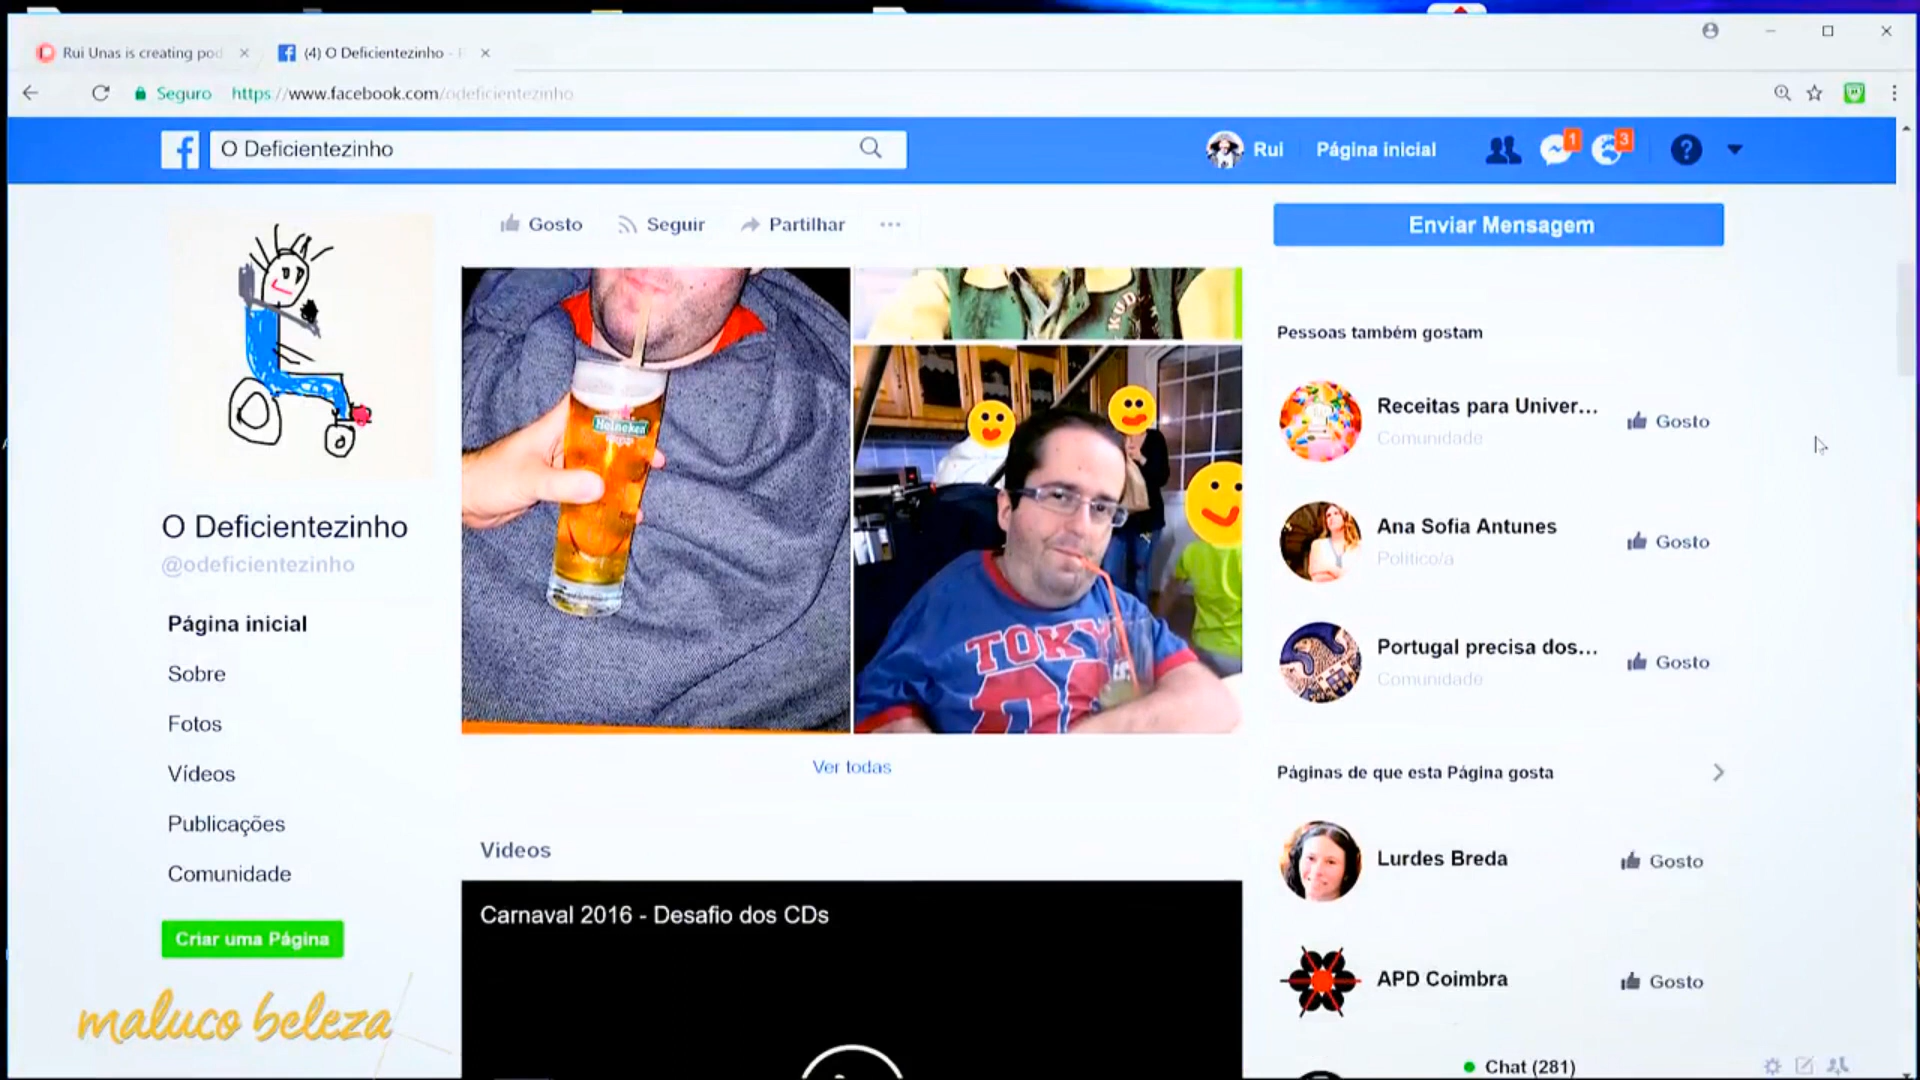 Rui Unas is creating pod
(4) O Deficientezinho -
Seguro https://www.facebook.com/odeficientezinho
O Deficientezinho
Rui
Página inicial
1
3
Gosto
Seguir
Partilhar
Enviar Mensagem
KUD
Heineken
TOKY
O Deficientezinho
@odeficientezinho
Página inicial
Sobre
Fotos
Vídeos
Publicações
Comunidade
Criar uma Página
maluco beleza
Ver todas
Videos
Carnaval 2016 - Desafio dos CDs
Pessoas também gostam
Receitas para Univer...
Comunidade
Gosto
Ana Sofia Antunes
Político/a
Gosto
Portugal precisa dos...
Comunidade
Gosto
Páginas de que esta Página gosta
Lurdes Breda
Gosto
APD Coimbra
Gosto
Chat (281)